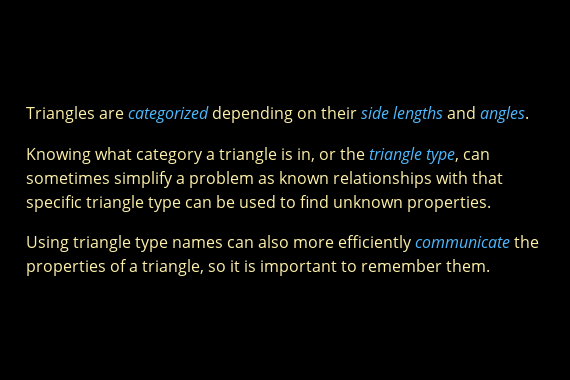 Triangles are categorized depending on their side lengths and angles.
Knowing what category a triangle is in, or the triangle type, can
sometimes simplify a problem as known relationships with that
specific triangle type can be used to find unknown properties.
Using triangle type names can also more efficiently communicate the
properties of a triangle, so it is important to remember them.